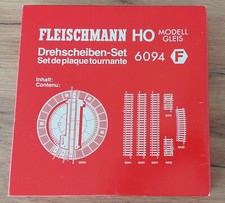 FLEISCHMANN HO MODELL
GLEIS
Drehscheiben-Set
Set de plaque tournante
6094 F
Inhalt:
Contenu: